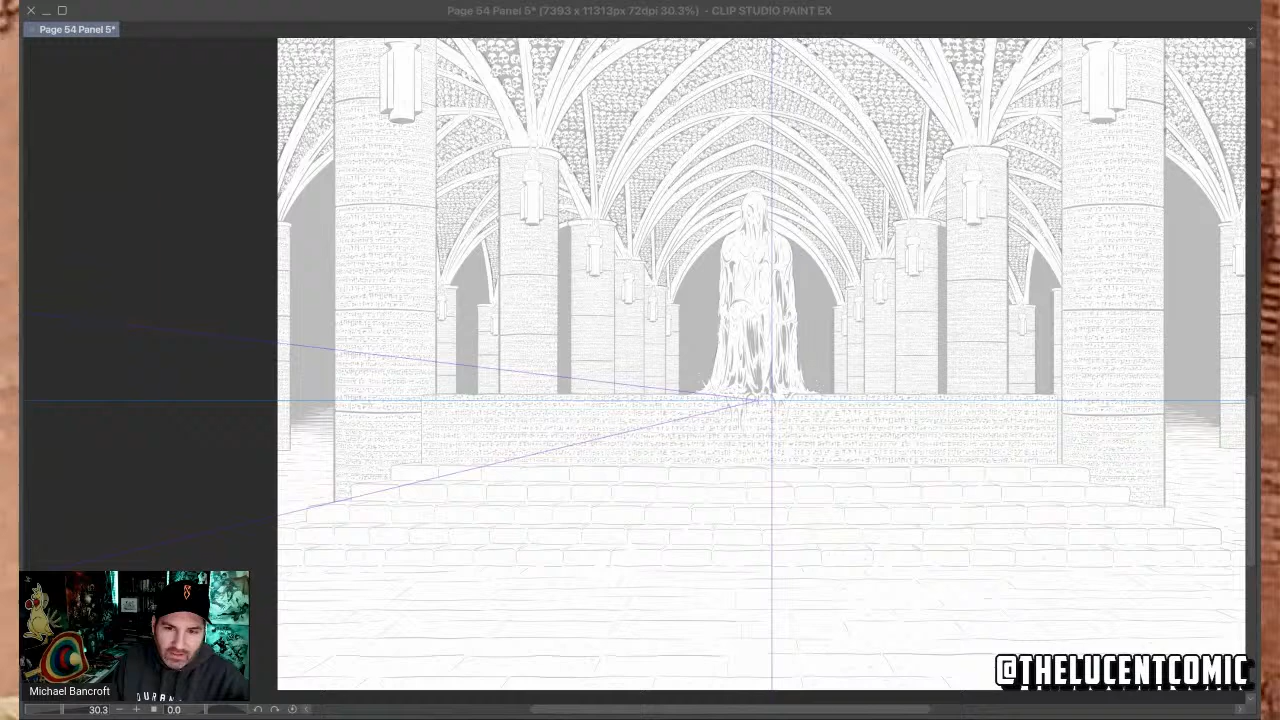 Page 54 Panel 5* (7393 x 11313px 72dpi 30.3%) - CLIP STUDIO PAINT EX
Page 54 Panel 5*
Michael Bancroft
30.3
0.0
@THELUCENTCOMIC